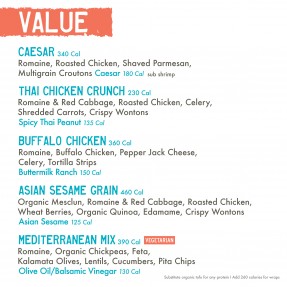 VALUE
CAESAR 340 Cal
Romaine, Roasted Chicken, Shaved Parmesan,
Multigrain Croutons Caesar 180 Cal sub shrimp
THAI CHICKEN CRUNCH 230 Cal
Romaine & Red Cabbage, Roasted Chicken, Celery,
Shredded Carrots, Crispy Wontons
Spicy Thai Peanut 135 Cal
BUFFALO CHICKEN 360 Cal
Romaine, Buffalo Chicken, Pepper Jack Cheese,
Celery, Tortilla Strips
Buttermilk Ranch 150 Cal
ASIAN SESAME GRAIN 460 Cal
Organic Mesclun, Romaine & Red Cabbage, Roasted Chicken,
Wheat Berries, Organic Quinoa, Edamame, Crispy Wontons
Asian Sesame 125 Cal
MEDITERRANEAN MIX 390 Cal VEGETARIAN
Romaine, Organic Chickpeas, Feta,
Kalamata Olives, Lentils, Cucumbers, Pita Chips
Olive Oil/Balsamic Vinegar 130 Cal
Substitute organic tofu for any protein | Add 260 calories for wraps